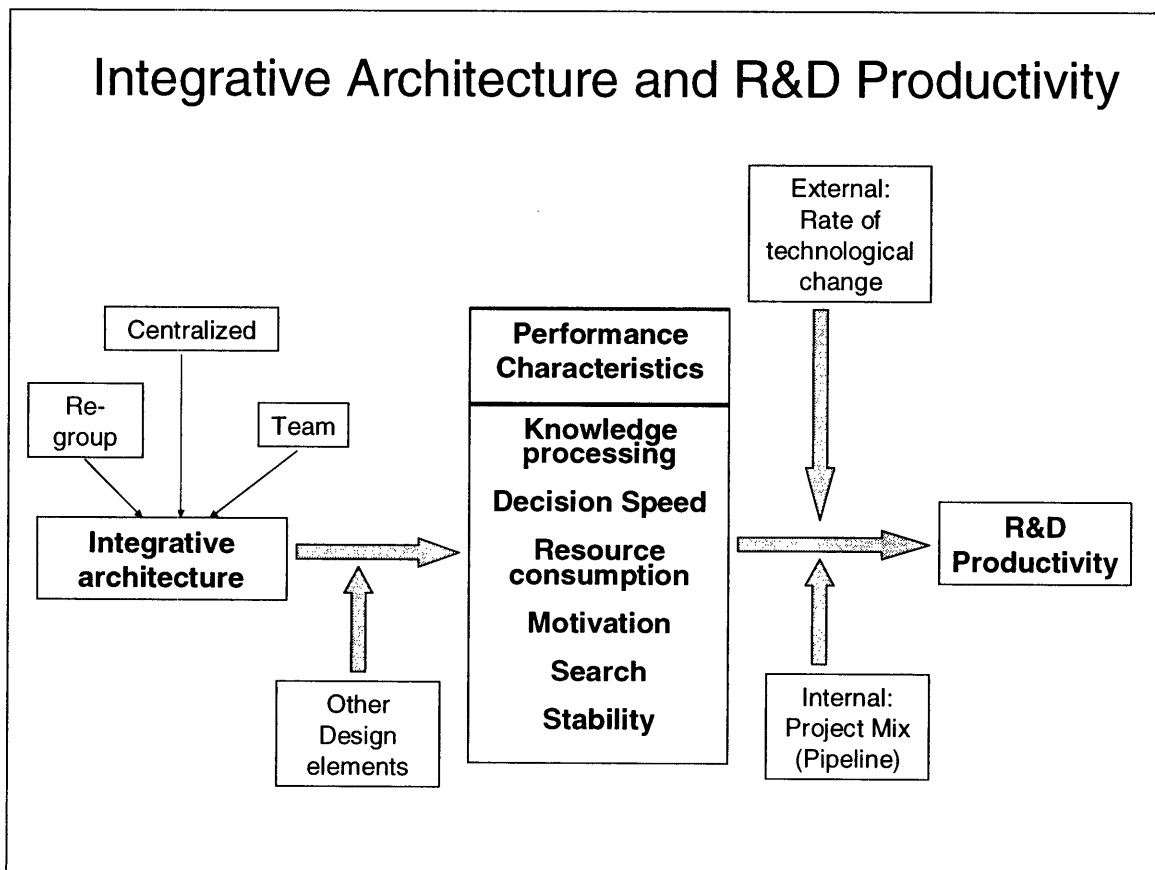 Integrative Architecture and R&D Productivity
External:
Rate of
technological
change
Centralized
Re-
group
Team
Integrative
architecture
Performance
Characteristics
Knowledge
processing
Decision Speed
Resource
consumption
Motivation
Search
Stability
R&D
Productivity
Other
Design
elements
Internal:
Project Mix
(Pipeline)